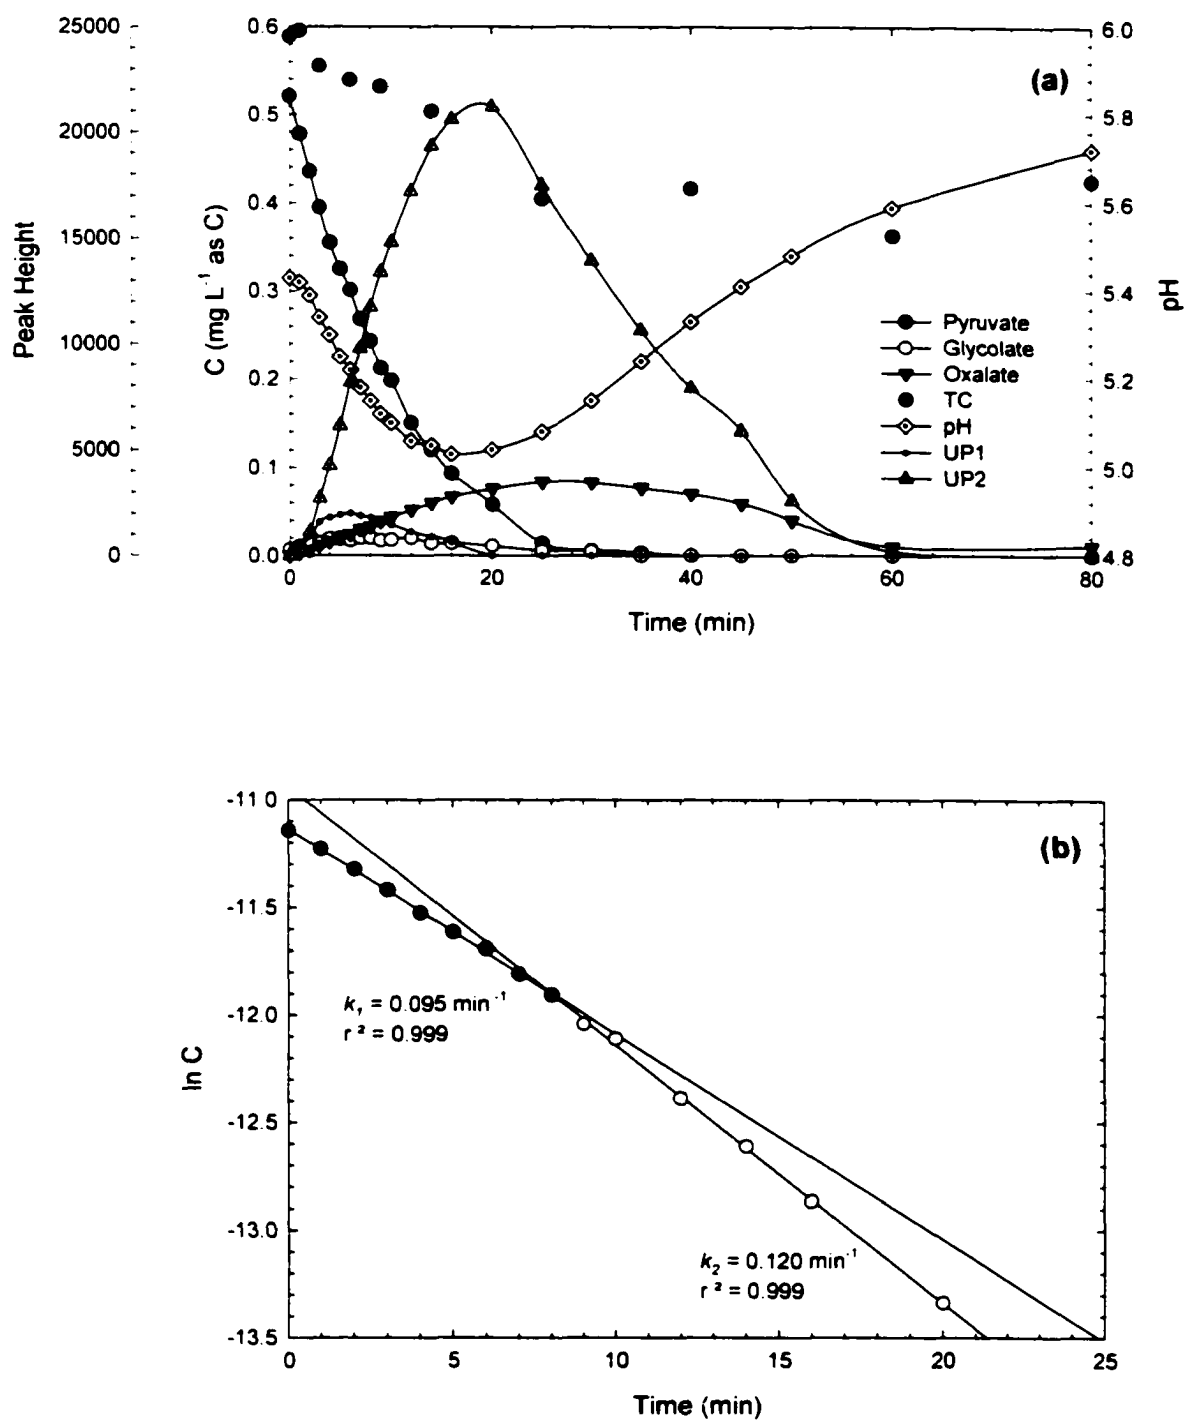 25000
20000
15000
10000
5000
0
Peak Height
0.6
0.5
0.4
0.3
0.2
0.1
0.0
C (mg L⁻¹ as C)
(a)
6.0
5.8
5.6
5.4
5.2
5.0
4.8
pH
Pyruvate
Glycolate
Oxalate
TC
pH
UP1
UP2
0 20 40 60 80
Time (min)
-11.0
-11.5
-12.0
-12.5
-13.0
-13.5
ln C
(b)
k₁ = 0.095 min⁻¹
r² = 0.999
k₂ = 0.120 min⁻¹
r² = 0.999
0 5 10 15 20 25
Time (min)